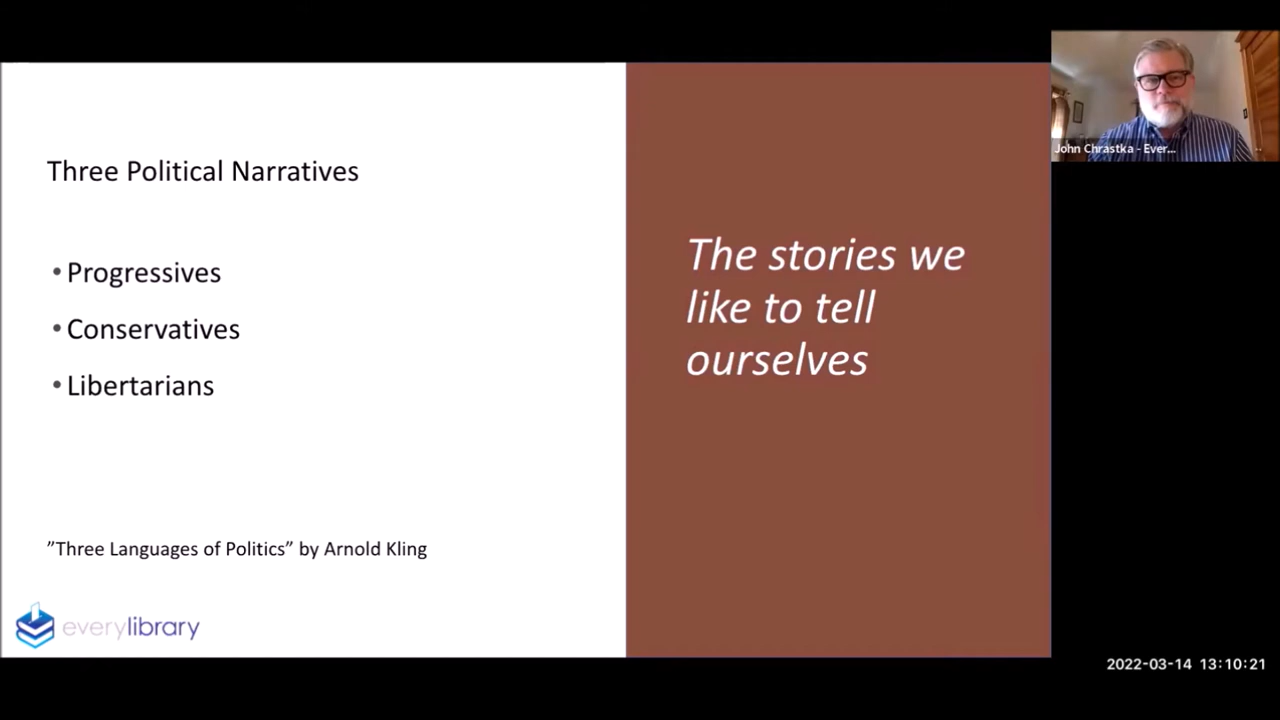 Three Political Narratives
• Progressives
• Conservatives
• Libertarians
”Three Languages of Politics” by Arnold Kling
everylibrary
The stories we
like to tell
ourselves
John Chrastka - Ever...
2022-03-14 13:10:21